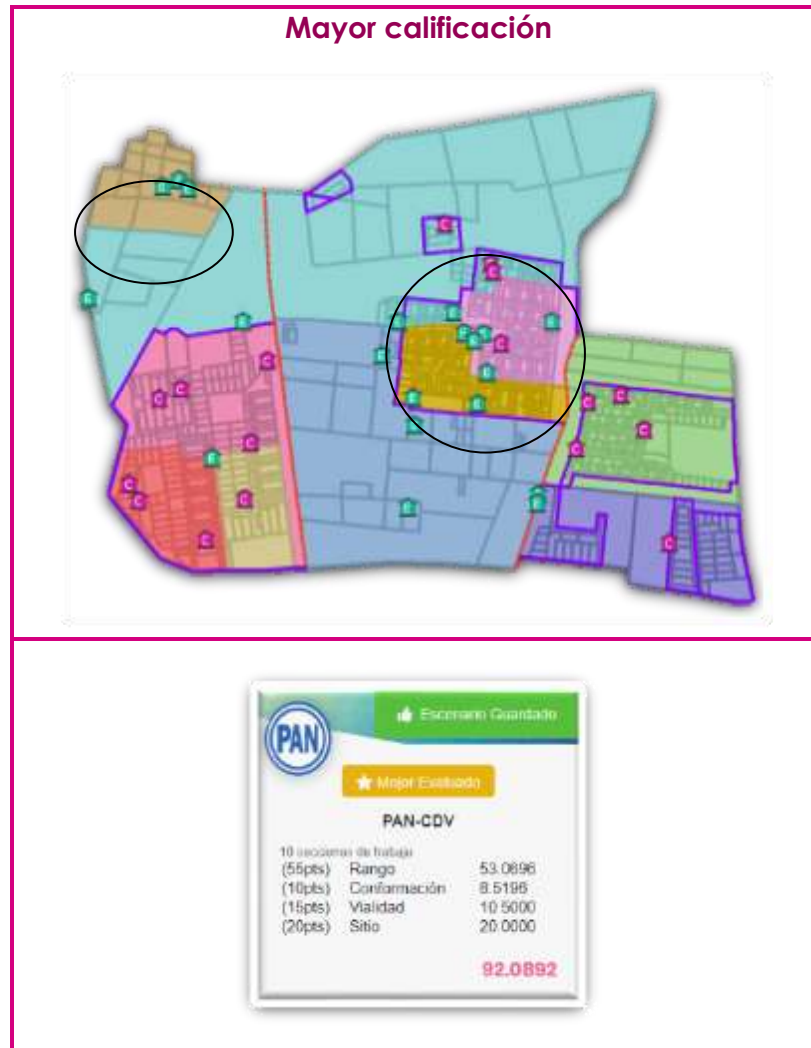 Mayor calificación
PAN
Escenario Guardado
Mejor Evaluado
PAN-CDV
10 secciones de trabajo
(55pts) Rango 53.0696
(10pts) Conformación 8.5196
(15pts) Vialidad 10.5000
(20pts) Sitio 20.0000
92.0892